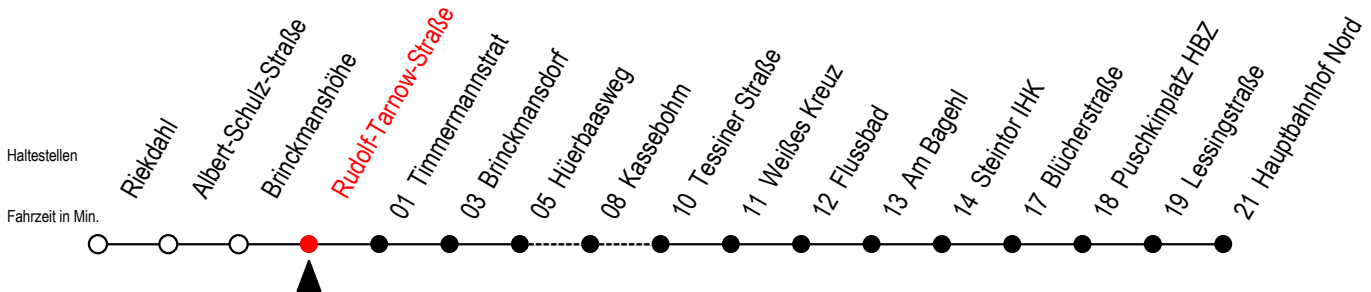 Haltestellen
Riekdahl
Albert-Schulz-Straße
Brinckmanshöhe
Rudolf-Tarnow-Straße
01 Timmermannstrat
03 Brinckmansdorf
05 Hüerbaasweg
08 Kassebohm
10 Tessiner Straße
11 Weißes Kreuz
12 Flussbad
13 Am Bagehl
14 Steintor IHK
17 Blücherstraße
18 Puschkinplatz HBZ
19 Lessingstraße
21 Hauptbahnhof Nord
Fahrzeit in Min.